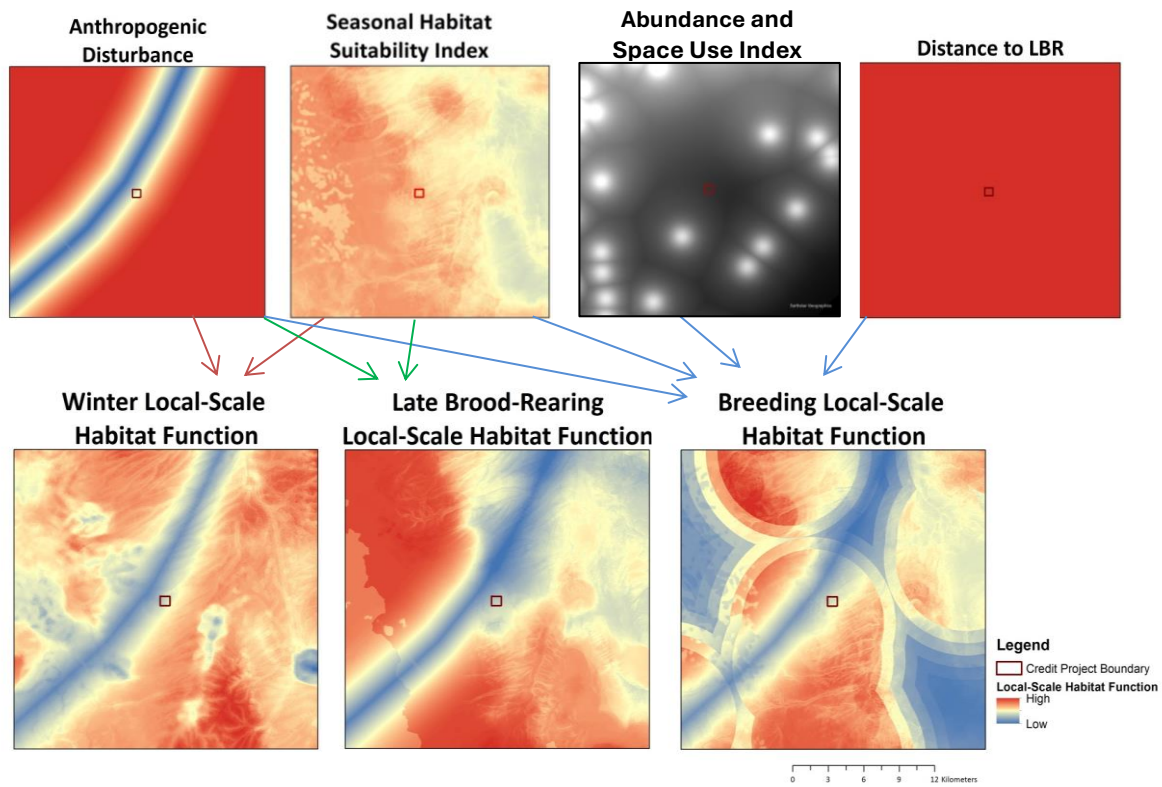 Anthropogenic
Disturbance
Seasonal Habitat
Suitability Index
Abundance and
Space Use Index
Distance to LBR
Winter Local-Scale
Habitat Function
Late Brood-Rearing
Local-Scale Habitat Function
Breeding Local-Scale
Habitat Function
Legend
Credit Project Boundary
Local-Scale Habitat Function
High
Low
0 3 6 9 12 Kilometers